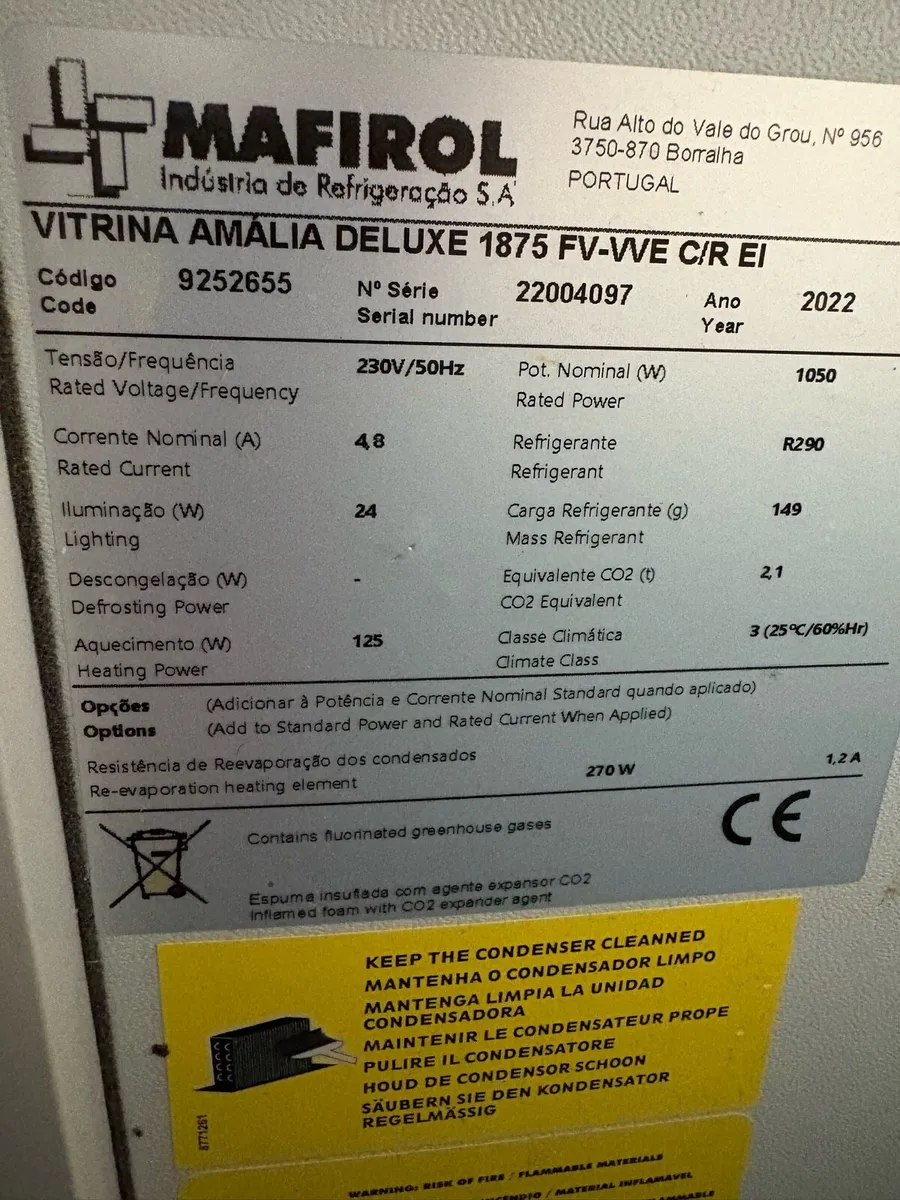 MAFIROL
Indústria de Refrigeração S.A
Rua Alto do Vale do Grou, Nº 956
3750-870 Borralha
PORTUGAL
VITRINA AMÁLIA DELUXE 1875 FV-VVE C/R EI
Código 9252655 Nº Série 22004097 Ano 2022
Code Serial number Year
Tensão/Frequência 230V/50Hz Pot. Nominal (W) 1050
Rated Voltage/Frequency Rated Power
Corrente Nominal (A) 4,8 Refrigerante R290
Rated Current Refrigerant
Iluminação (W) 24 Carga Refrigerante (g) 149
Lighting Mass Refrigerant
Descongelação (W) - Equivalente CO2 (t) 2,1
Defrosting Power CO2 Equivalent
Aquecimento (W) 125 Classe Climática 3 (25ºC/60%Hr)
Heating Power Climate Class
Opções (Adicionar à Potência e Corrente Nominal Standard quando aplicado)
Options (Add to Standard Power and Rated Current When Applied)
Resistência de Reevaporação dos condensados 270 W 1,2 A
Re-evaporation heating element
CE
Contains fluorinated greenhouse gases
Espuma insuflada com agente expansor CO2
Inflamed foam with CO2 expander agent
KEEP THE CONDENSER CLEANNED
MANTENHA O CONDENSADOR LIMPO
MANTENGA LIMPIA LA UNIDAD
CONDENSADORA
MAINTENIR LE CONDENSATEUR PROPE
PULIRE IL CONDENSATORE
HOUD DE CONDENSOR SCHOON
SÄUBERN SIE DEN KONDENSATOR
REGELMÄSSIG
8771261
WARNING: RISK OF FIRE / FLAMMABLE MATERIALS
/ MATERIAL INFLAMAVEL